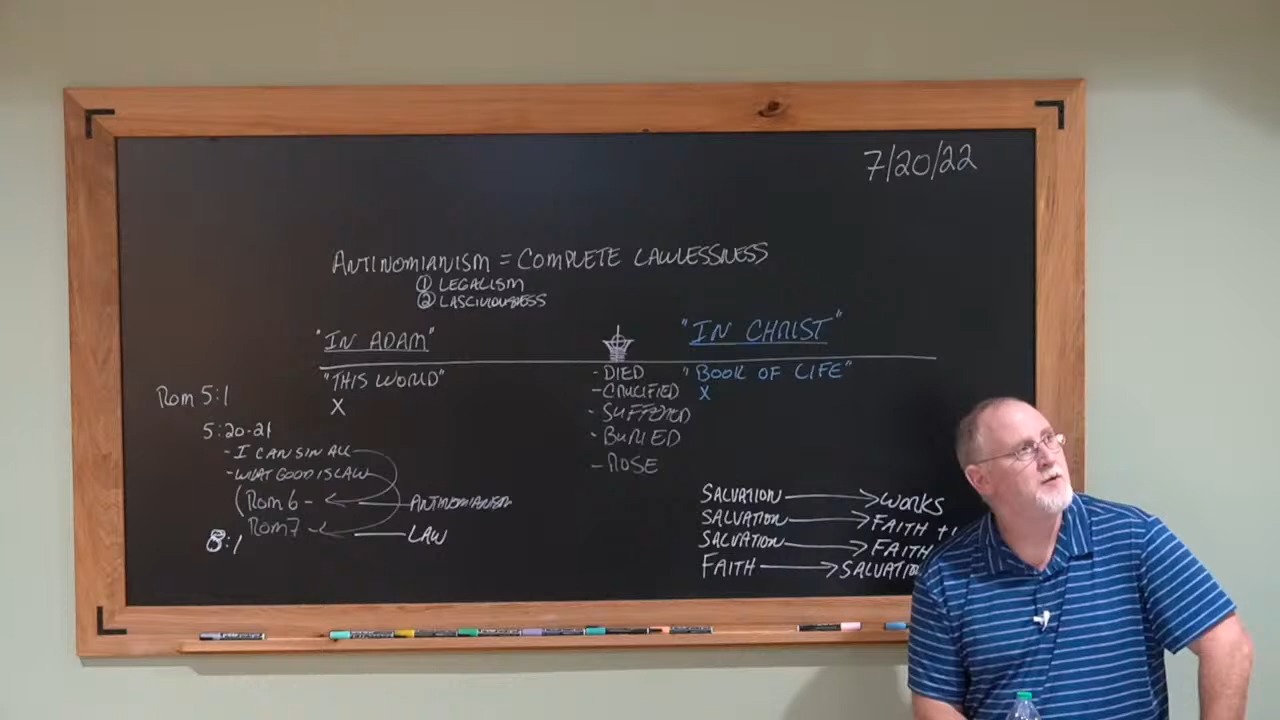 7/20/22
ANTINOMIANISM = COMPLETE LAWLESSNESS
① LEGALISM
② LASCIVIOUSNESS
"IN ADAM"
"THIS WORLD"
X
- DIED
- CRUCIFIED
- SUFFERED
- BURIED
- ROSE
"IN CHRIST"
"BOOK OF LIFE"
X
Rom 5:1
5:20-21
- I CAN SIN ALL
- WHAT GOOD IS LAW
(Rom 6 - ANTINOMIANISM
Rom 7 - LAW
8:1
SALVATION → WORKS
SALVATION → FAITH +
SALVATION → FAITH
FAITH → SALVATION